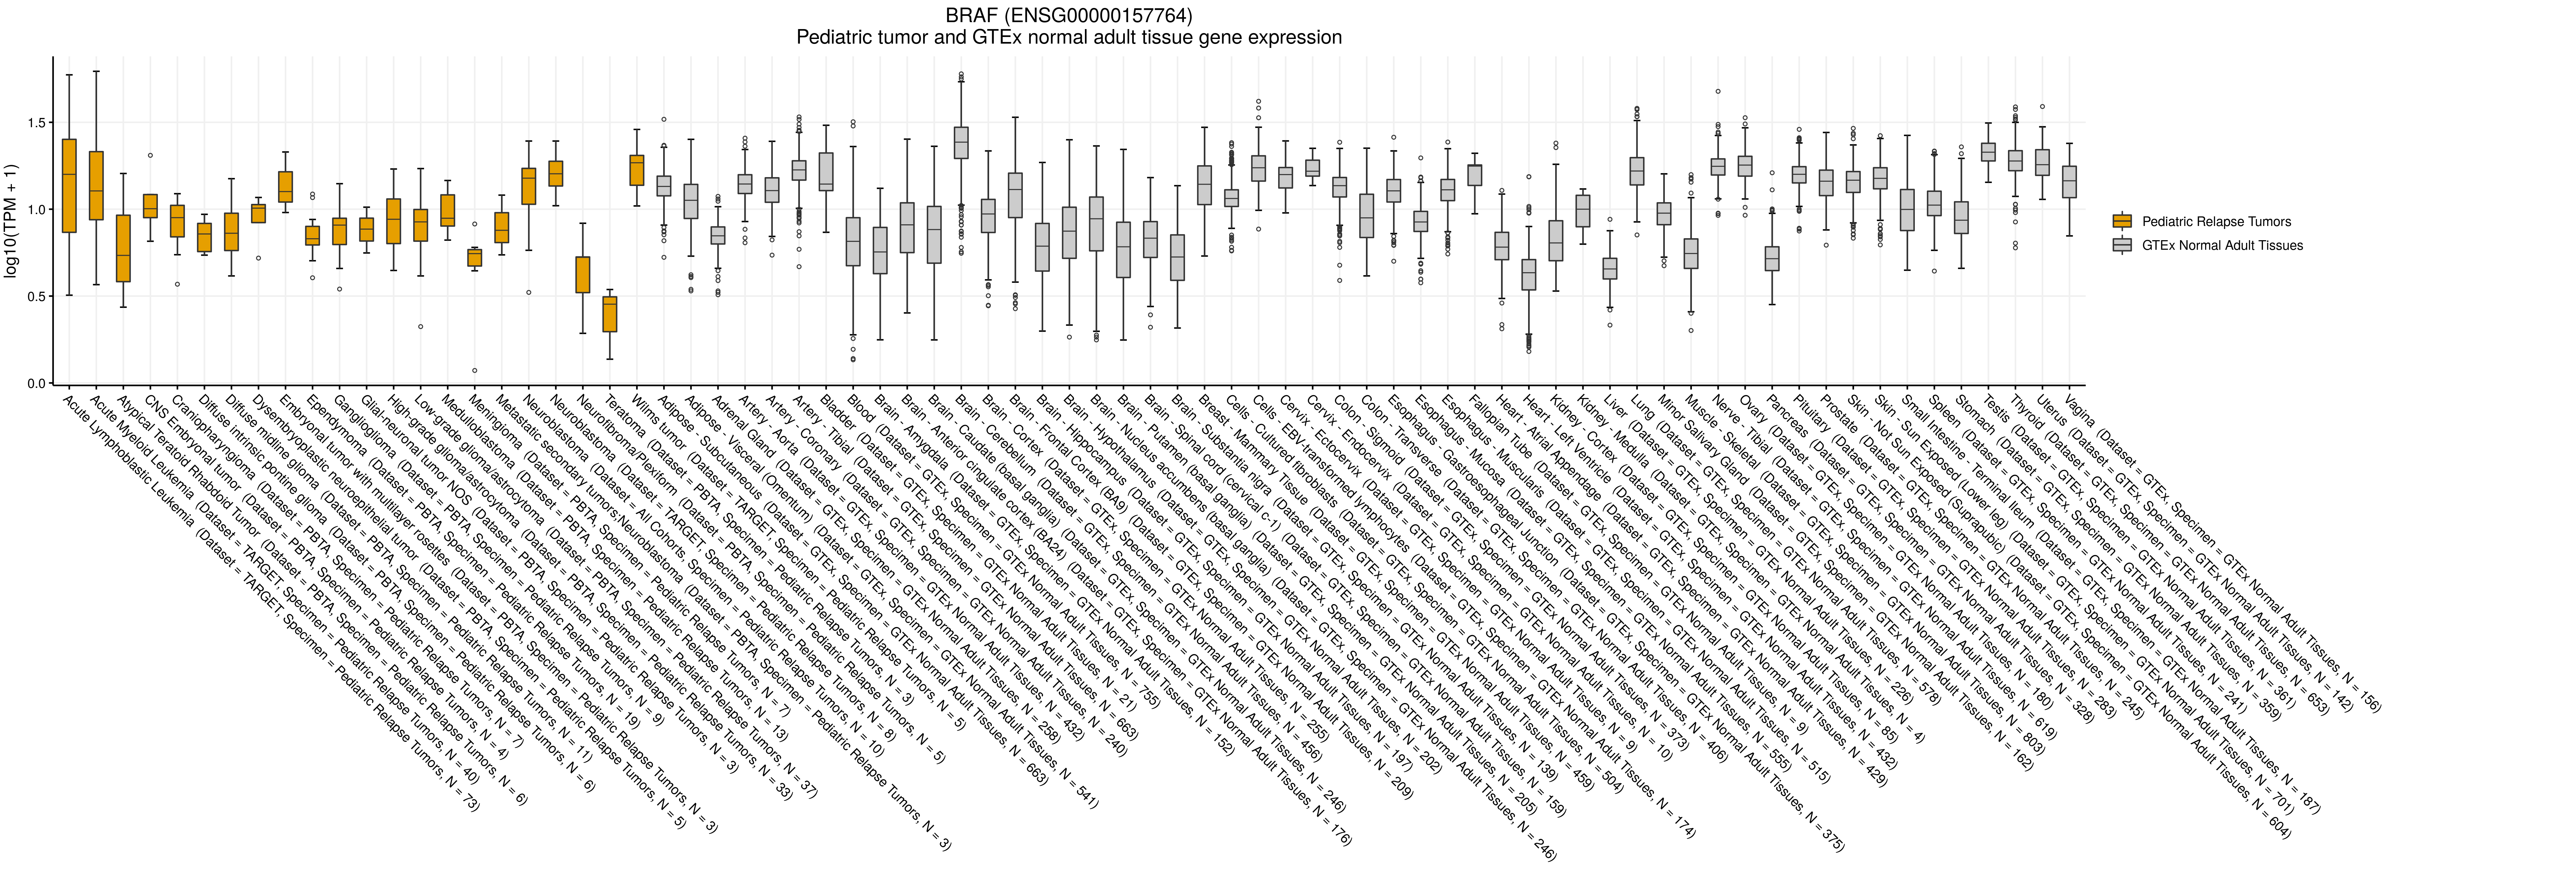 BRAF (ENSG00000157764)
Pediatric tumor and GTEx normal adult tissue gene expression
log10(TPM + 1)
1.5
1.0
0.5
0.0
Acute Lymphoblastic Leukemia (Dataset = TARGET, Specimen = Pediatric Relapse Tumors, N = 73)
Acute Myeloid Leukemia (Dataset = TARGET, Specimen = Pediatric Relapse Tumors, N = 40)
Atypical Teratoid Rhabdoid Tumor (Dataset = PBTA, Specimen = Pediatric Relapse Tumors, N = 6)
CNS Embryonal tumor (Dataset = PBTA, Specimen = Pediatric Relapse Tumors, N = 4)
Craniopharyngioma (Dataset = PBTA, Specimen = Pediatric Relapse Tumors, N = 7)
Diffuse intrinsic pontine glioma (Dataset = PBTA, Specimen = Pediatric Relapse Tumors, N = 6)
Diffuse midline glioma (Dataset = PBTA, Specimen = Pediatric Relapse Tumors, N = 11)
Dysembryoplastic neuroepithelial tumor (Dataset = PBTA, Specimen = Pediatric Relapse Tumors, N = 5)
Embryonal tumor with multilayer rosettes (Dataset = PBTA, Specimen = Pediatric Relapse Tumors, N = 3)
Ependymoma (Dataset = PBTA, Specimen = Pediatric Relapse Tumors, N = 19)
Ganglioglioma (Dataset = PBTA, Specimen = Pediatric Relapse Tumors, N = 9)
Glial-neuronal tumor NOS (Dataset = PBTA, Specimen = Pediatric Relapse Tumors, N = 3)
High-grade glioma/astrocytoma (Dataset = PBTA, Specimen = Pediatric Relapse Tumors, N = 33)
Low-grade glioma/astrocytoma (Dataset = PBTA, Specimen = Pediatric Relapse Tumors, N = 37)
Medulloblastoma (Dataset = PBTA, Specimen = Pediatric Relapse Tumors, N = 13)
Meningioma (Dataset = PBTA, Specimen = Pediatric Relapse Tumors, N = 7)
Metastatic secondary tumors;Neuroblastoma (Dataset = PBTA, Specimen = Pediatric Relapse Tumors, N = 3)
Neuroblastoma (Dataset = All Cohorts, Specimen = Pediatric Relapse Tumors, N = 10)
Neuroblastoma (Dataset = TARGET, Specimen = Pediatric Relapse Tumors, N = 8)
Neurofibroma/Plexiform (Dataset = PBTA, Specimen = Pediatric Relapse Tumors, N = 5)
Teratoma (Dataset = PBTA, Specimen = Pediatric Relapse Tumors, N = 3)
Wilms tumor (Dataset = TARGET, Specimen = Pediatric Relapse Tumors, N = 5)
Adipose - Subcutaneous (Dataset = GTEx, Specimen = GTEx Normal Adult Tissues, N = 663)
Adipose - Visceral (Omentum) (Dataset = GTEx, Specimen = GTEx Normal Adult Tissues, N = 541)
Adrenal Gland (Dataset = GTEx, Specimen = GTEx Normal Adult Tissues, N = 258)
Artery - Aorta (Dataset = GTEx, Specimen = GTEx Normal Adult Tissues, N = 432)
Artery - Coronary (Dataset = GTEx, Specimen = GTEx Normal Adult Tissues, N = 240)
Artery - Tibial (Dataset = GTEx, Specimen = GTEx Normal Adult Tissues, N = 663)
Bladder (Dataset = GTEx, Specimen = GTEx Normal Adult Tissues, N = 21)
Blood (Dataset = GTEx, Specimen = GTEx Normal Adult Tissues, N = 755)
Brain - Amygdala (Dataset = GTEx, Specimen = GTEx Normal Adult Tissues, N = 152)
Brain - Anterior cingulate cortex (BA24) (Dataset = GTEx, Specimen = GTEx Normal Adult Tissues, N = 176)
Brain - Caudate (basal ganglia) (Dataset = GTEx, Specimen = GTEx Normal Adult Tissues, N = 246)
Brain - Cerebellum (Dataset = GTEx, Specimen = GTEx Normal Adult Tissues, N = 456)
Brain - Cortex (Dataset = GTEx, Specimen = GTEx Normal Adult Tissues, N = 255)
Brain - Frontal Cortex (BA9) (Dataset = GTEx, Specimen = GTEx Normal Adult Tissues, N = 209)
Brain - Hippocampus (Dataset = GTEx, Specimen = GTEx Normal Adult Tissues, N = 197)
Brain - Hypothalamus (Dataset = GTEx, Specimen = GTEx Normal Adult Tissues, N = 202)
Brain - Nucleus accumbens (basal ganglia) (Dataset = GTEx, Specimen = GTEx Normal Adult Tissues, N = 246)
Brain - Putamen (basal ganglia) (Dataset = GTEx, Specimen = GTEx Normal Adult Tissues, N = 205)
Brain - Spinal cord (cervical c-1) (Dataset = GTEx, Specimen = GTEx Normal Adult Tissues, N = 159)
Brain - Substantia nigra (Dataset = GTEx, Specimen = GTEx Normal Adult Tissues, N = 139)
Breast - Mammary Tissue (Dataset = GTEx, Specimen = GTEx Normal Adult Tissues, N = 459)
Cells - Cultured fibroblasts (Dataset = GTEx, Specimen = GTEx Normal Adult Tissues, N = 504)
Cells - EBV-transformed lymphocytes (Dataset = GTEx, Specimen = GTEx Normal Adult Tissues, N = 174)
Cervix - Ectocervix (Dataset = GTEx, Specimen = GTEx Normal Adult Tissues, N = 9)
Cervix - Endocervix (Dataset = GTEx, Specimen = GTEx Normal Adult Tissues, N = 10)
Colon - Sigmoid (Dataset = GTEx, Specimen = GTEx Normal Adult Tissues, N = 373)
Colon - Transverse (Dataset = GTEx, Specimen = GTEx Normal Adult Tissues, N = 406)
Esophagus - Gastroesophageal Junction (Dataset = GTEx, Specimen = GTEx Normal Adult Tissues, N = 375)
Esophagus - Mucosa (Dataset = GTEx, Specimen = GTEx Normal Adult Tissues, N = 555)
Esophagus - Muscularis (Dataset = GTEx, Specimen = GTEx Normal Adult Tissues, N = 515)
Fallopian Tube (Dataset = GTEx, Specimen = GTEx Normal Adult Tissues, N = 9)
Heart - Atrial Appendage (Dataset = GTEx, Specimen = GTEx Normal Adult Tissues, N = 429)
Heart - Left Ventricle (Dataset = GTEx, Specimen = GTEx Normal Adult Tissues, N = 432)
Kidney - Cortex (Dataset = GTEx, Specimen = GTEx Normal Adult Tissues, N = 85)
Kidney - Medulla (Dataset = GTEx, Specimen = GTEx Normal Adult Tissues, N = 4)
Liver (Dataset = GTEx, Specimen = GTEx Normal Adult Tissues, N = 226)
Lung (Dataset = GTEx, Specimen = GTEx Normal Adult Tissues, N = 578)
Minor Salivary Gland (Dataset = GTEx, Specimen = GTEx Normal Adult Tissues, N = 162)
Muscle - Skeletal (Dataset = GTEx, Specimen = GTEx Normal Adult Tissues, N = 803)
Nerve - Tibial (Dataset = GTEx, Specimen = GTEx Normal Adult Tissues, N = 619)
Ovary (Dataset = GTEx, Specimen = GTEx Normal Adult Tissues, N = 180)
Pancreas (Dataset = GTEx, Specimen = GTEx Normal Adult Tissues, N = 328)
Pituitary (Dataset = GTEx, Specimen = GTEx Normal Adult Tissues, N = 283)
Prostate (Dataset = GTEx, Specimen = GTEx Normal Adult Tissues, N = 245)
Skin - Not Sun Exposed (Suprapubic) (Dataset = GTEx, Specimen = GTEx Normal Adult Tissues, N = 604)
Skin - Sun Exposed (Lower leg) (Dataset = GTEx, Specimen = GTEx Normal Adult Tissues, N = 701)
Small Intestine - Terminal Ileum (Dataset = GTEx, Specimen = GTEx Normal Adult Tissues, N = 187)
Spleen (Dataset = GTEx, Specimen = GTEx Normal Adult Tissues, N = 241)
Stomach (Dataset = GTEx, Specimen = GTEx Normal Adult Tissues, N = 359)
Testis (Dataset = GTEx, Specimen = GTEx Normal Adult Tissues, N = 361)
Thyroid (Dataset = GTEx, Specimen = GTEx Normal Adult Tissues, N = 653)
Uterus (Dataset = GTEx, Specimen = GTEx Normal Adult Tissues, N = 142)
Vagina (Dataset = GTEx, Specimen = GTEx Normal Adult Tissues, N = 156)
Pediatric Relapse Tumors
GTEx Normal Adult Tissues